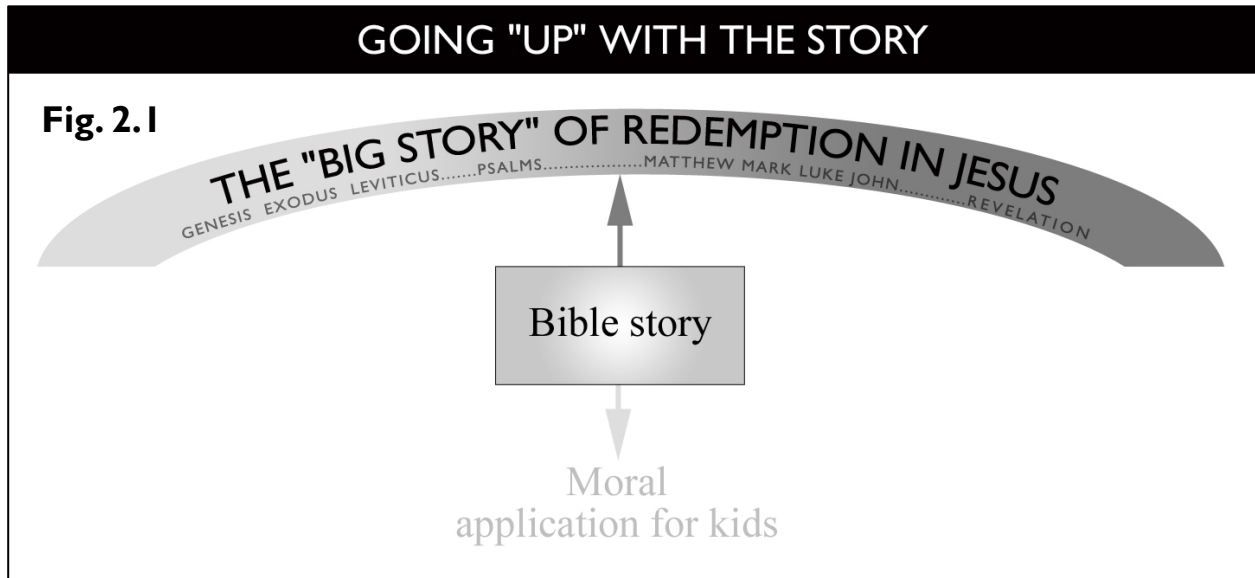 GOING "UP" WITH THE STORY
Fig. 2.1
THE "BIG STORY" OF REDEMPTION IN JESUS
GENESIS EXODUS LEVITICUS.......PSALMS...................MATTHEW MARK LUKE JOHN.............REVELATION
Bible story
Moral
application for kids